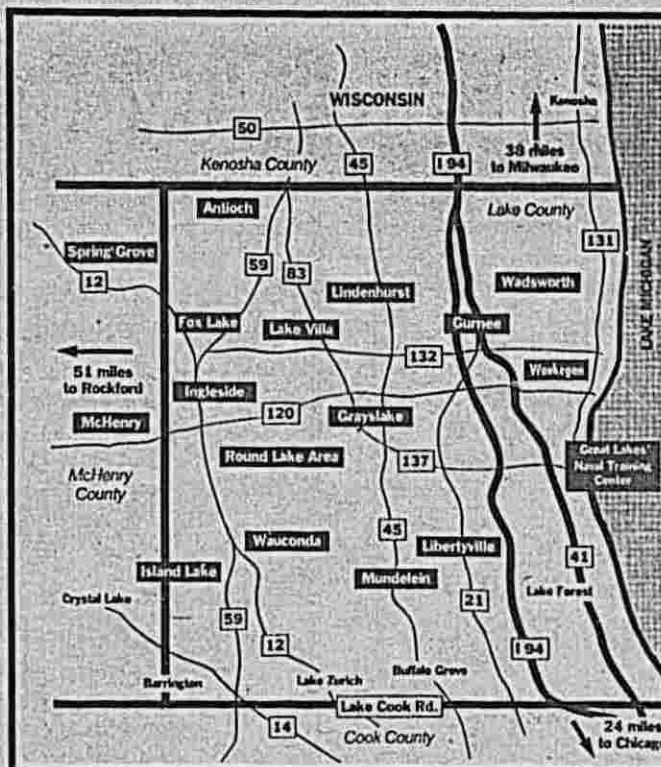 WISCONSIN
Kenosha
50
Kenosha County
45
I 94
38 miles
to Milwaukee
Antioch
Lake County
131
Spring Grove
59
83
12
Lindenhurst
Wadsworth
LAKE MICHIGAN
Fox Lake
Lake Villa
Gurnee
51 miles
to Rockford
132
Waukegan
Ingleside
120
McHenry
Grayslake
Round Lake Area
137
Great Lakes
Naval Training
Center
McHenry
County
45
Wauconda
Libertyville
Island Lake
Mundelein
41
Crystal Lake
59
21
Lake Forest
12
I 94
Buffalo Grove
Barrington
Lake Zurich
Lake Cook Rd.
14
Cook County
24 miles
to Chicago